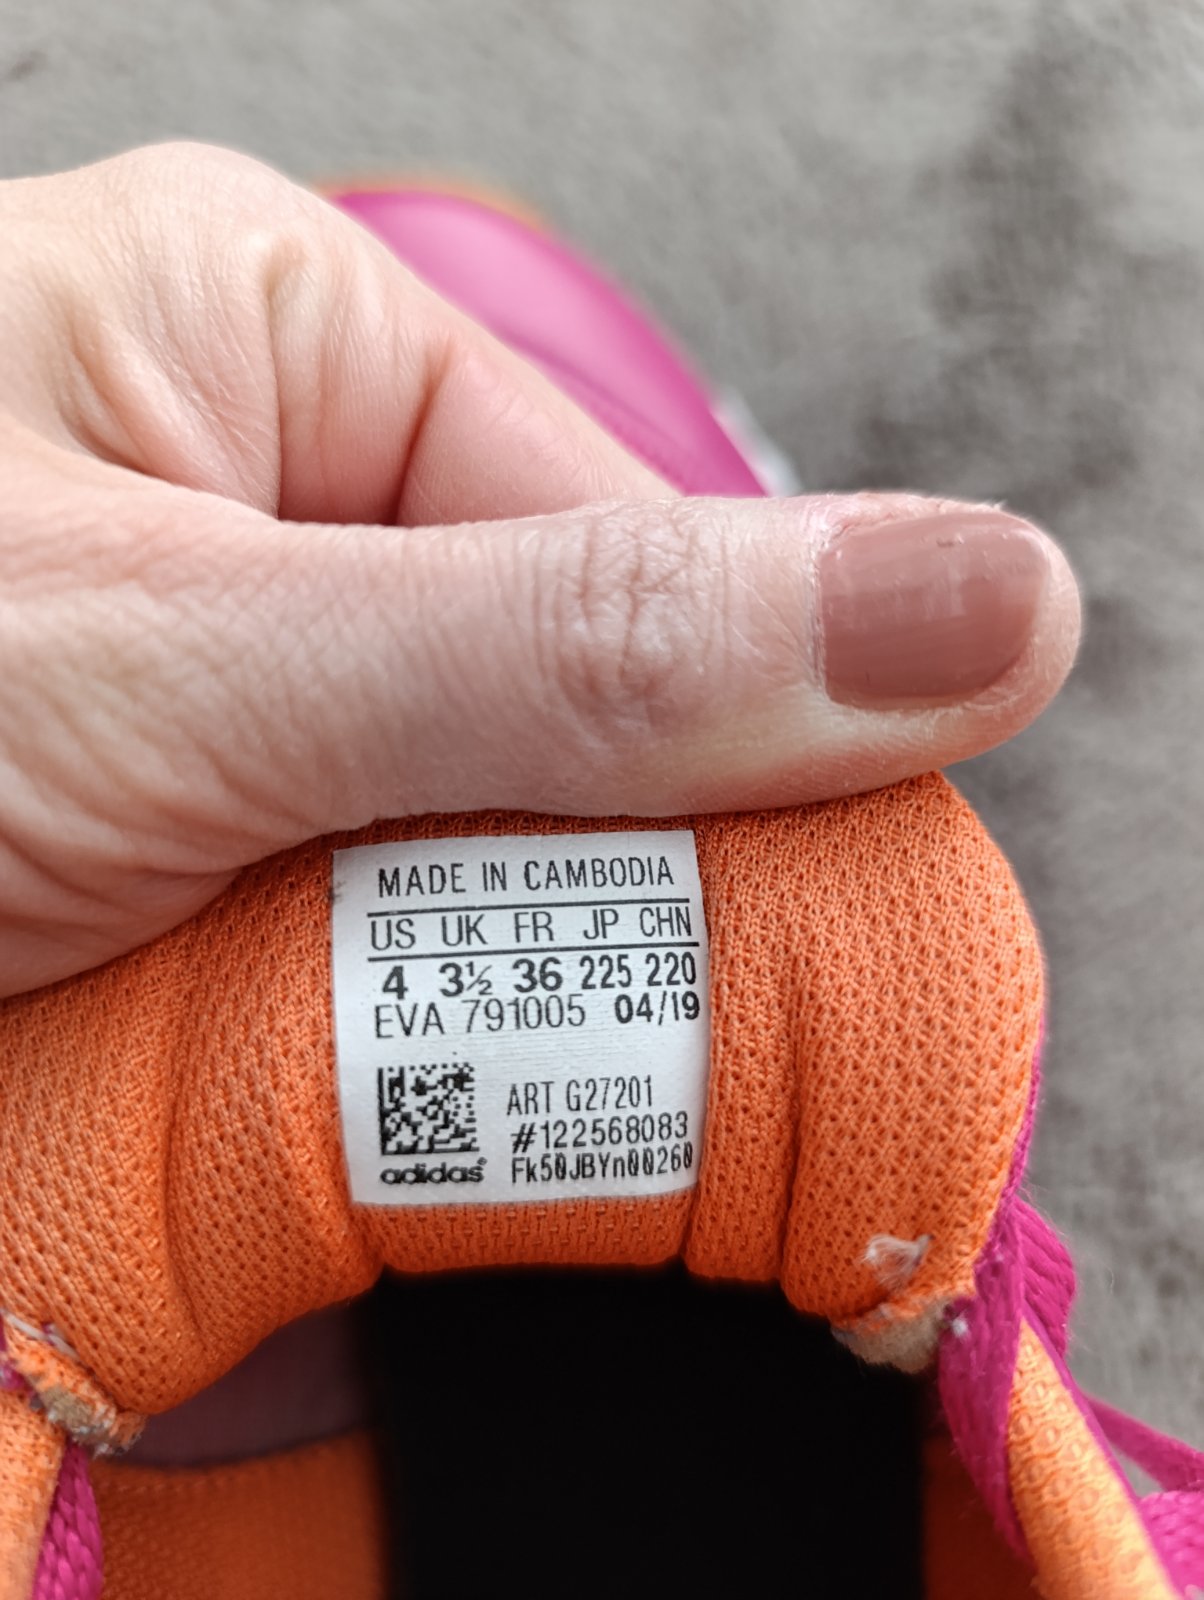 MADE IN CAMBODIA
US UK FR JP CHN
4 3½ 36 225 220
EVA 791005 04/19
ART G27201
#122568083
adidas Fk50JBYn00260